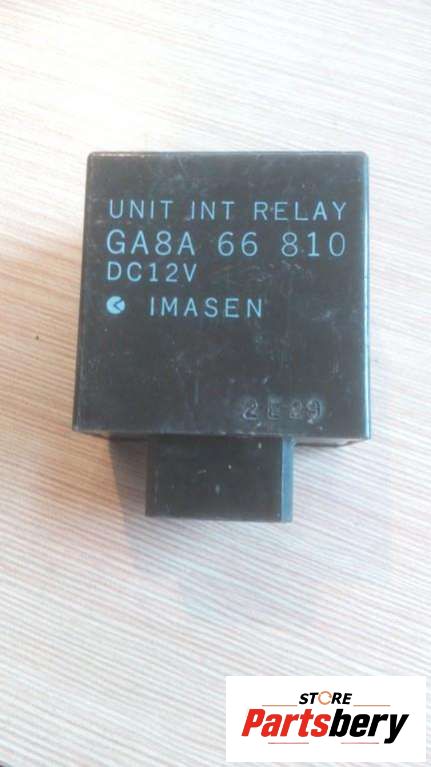 UNIT INT RELAY
GA8A 66 810
DC12V
IMASEN
2E29
STORE
Partsbery